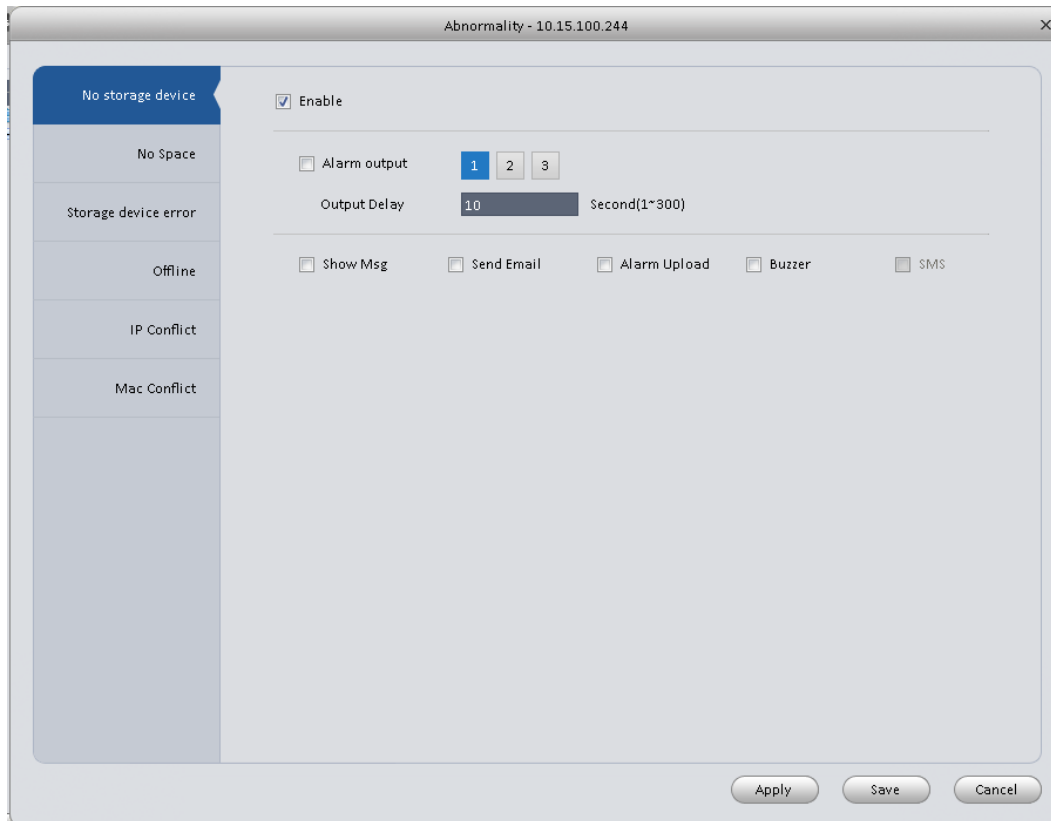 Abnormality - 10.15.100.244
No storage device
No Space
Storage device error
Offline
IP Conflict
Mac Conflict
Enable
Alarm output 1 2 3
Output Delay 10 Second(1~300)
Show Msg Send Email Alarm Upload Buzzer SMS
Apply Save Cancel